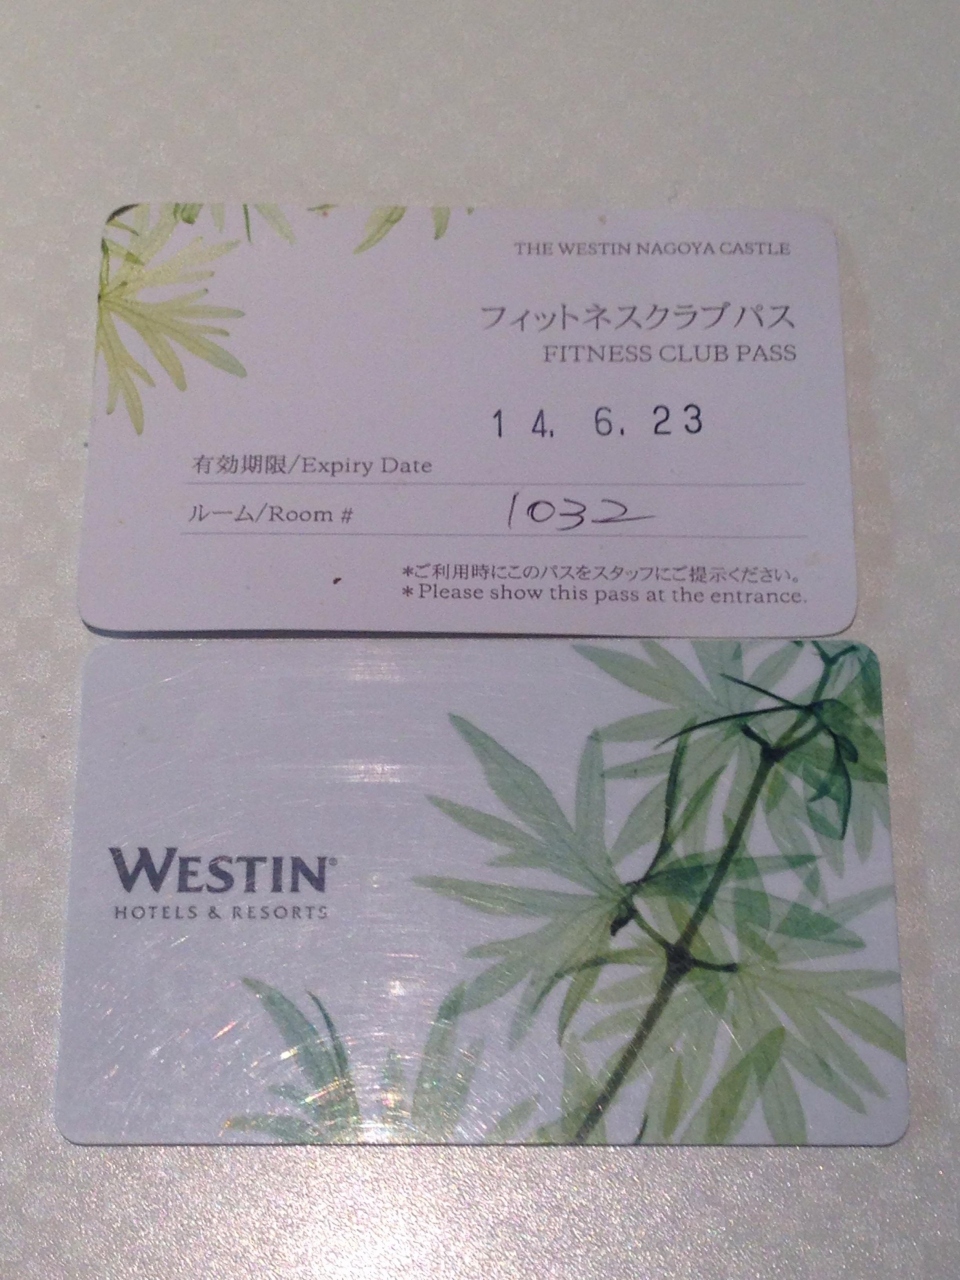 THE WESTIN NAGOYA CASTLE
フィットネスクラブパス
FITNESS CLUB PASS
14. 6. 23
有効期限/Expiry Date
ルーム/Room # 1032
*ご利用時にこのパスをスタッフにご提示ください。
*Please show this pass at the entrance.
WESTIN®
HOTELS & RESORTS